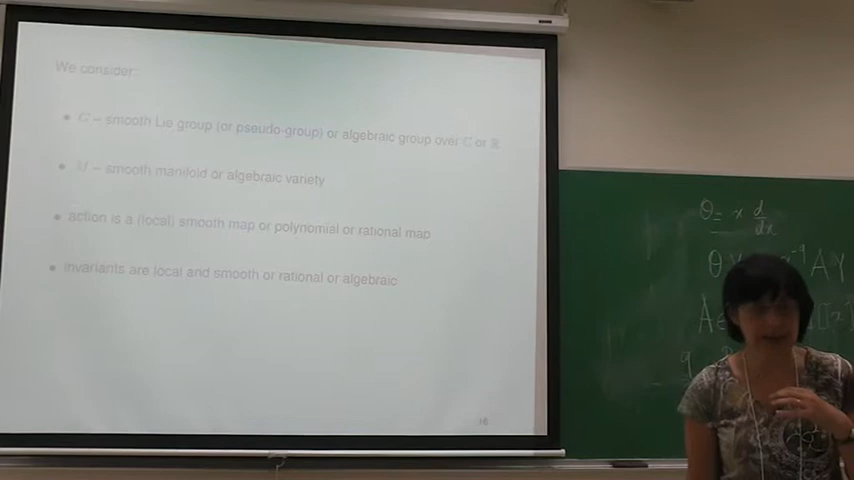 We consider:
• G – smooth Lie group (or pseudo-group) or algebraic group over ℂ or ℝ
• M – smooth manifold or algebraic variety
• action is a (local) smooth map or polynomial or rational map
• invariants are local and smooth or rational or algebraic
16
θ = x d/dx
θY
AY